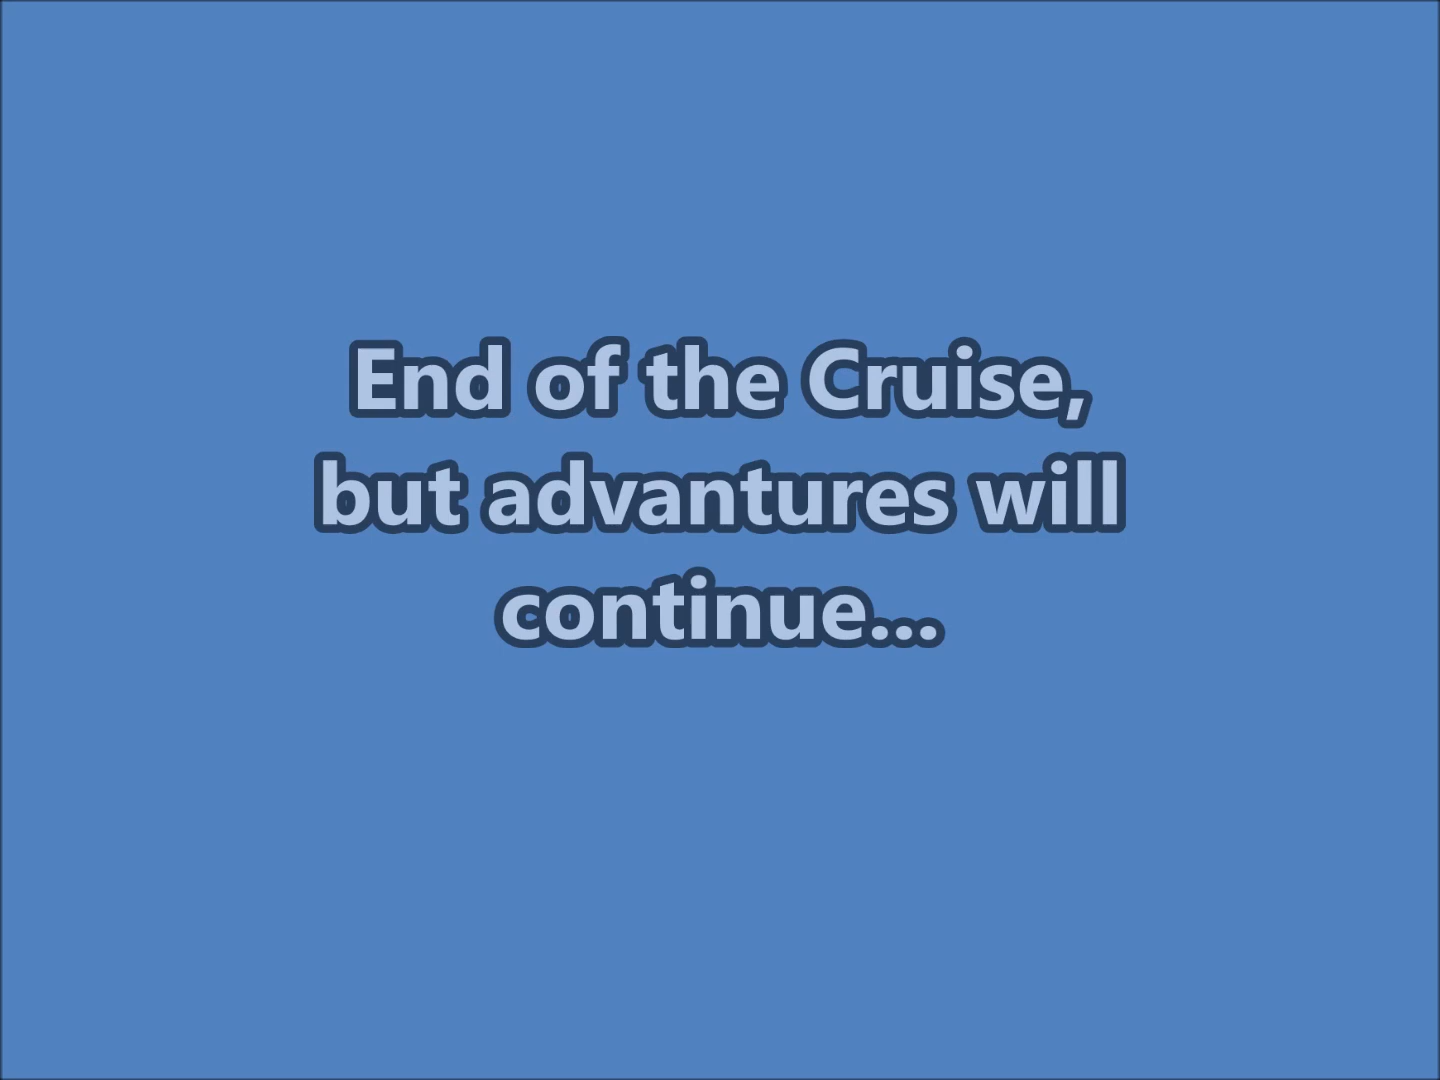 End of the Cruise,
but advantures will
continue...